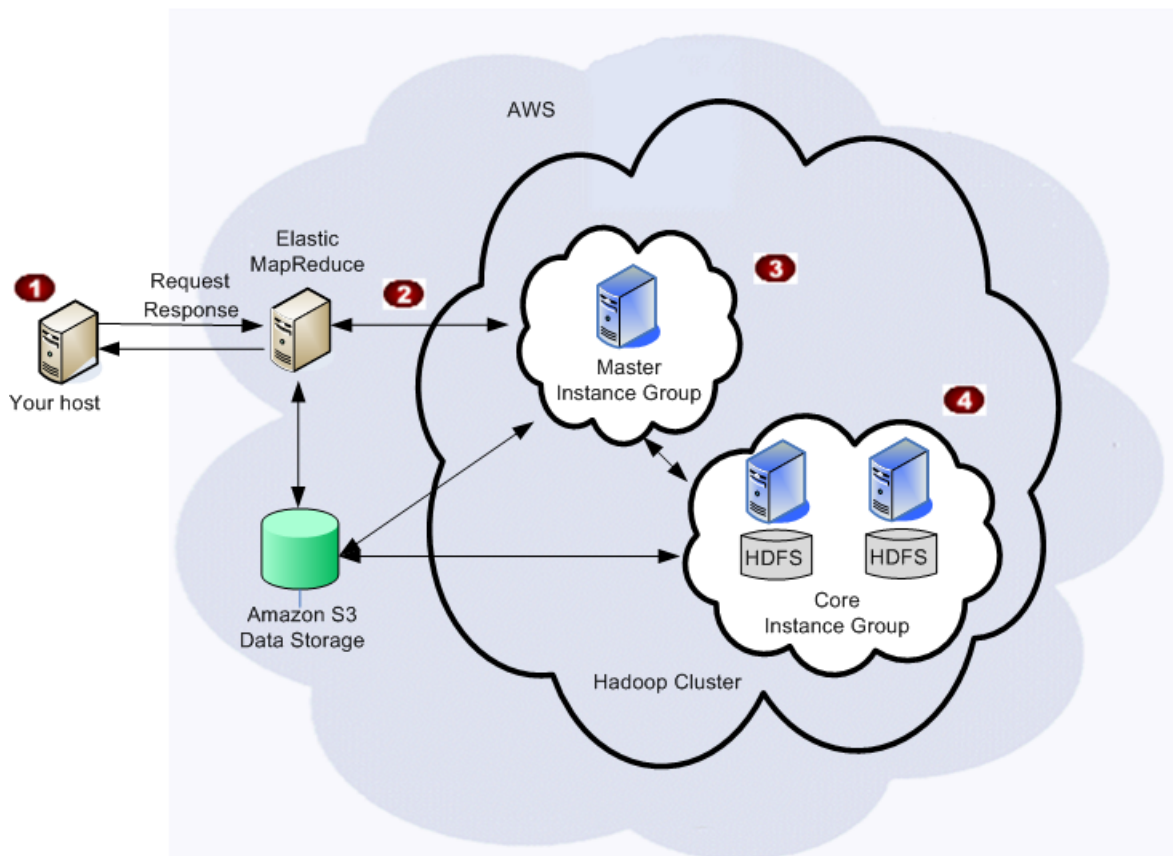 AWS
Elastic
MapReduce
3
1
Request
2
Response
Master
Instance Group
Your host
4
HDFS
HDFS
Core
Instance Group
Amazon S3
Data Storage
Hadoop Cluster